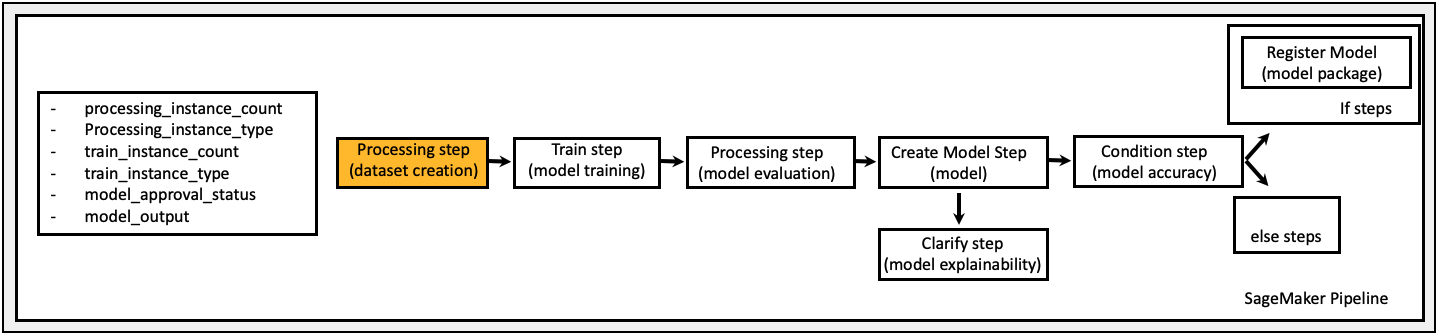 - processing_instance_count
- Processing_instance_type
- train_instance_count
- train_instance_type
- model_approval_status
- model_output
Processing step
(dataset creation)
Train step
(model training)
Processing step
(model evaluation)
Create Model Step
(model)
Clarify step
(model explainability)
Condition step
(model accuracy)
Register Model
(model package)
If steps
else steps
SageMaker Pipeline